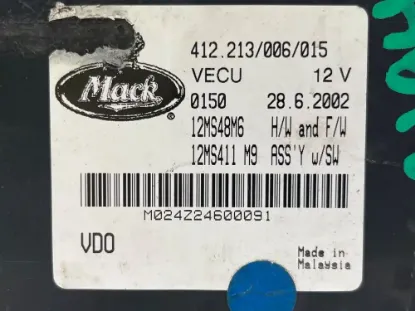 Mack ®
412.213/006/015
VECU 12 V
0150 28.6.2002
12MS48M6 H/W and F/W
12MS411 M9 ASS'Y w/SW
M024Z24600091
VDO
Made in
Malaysia